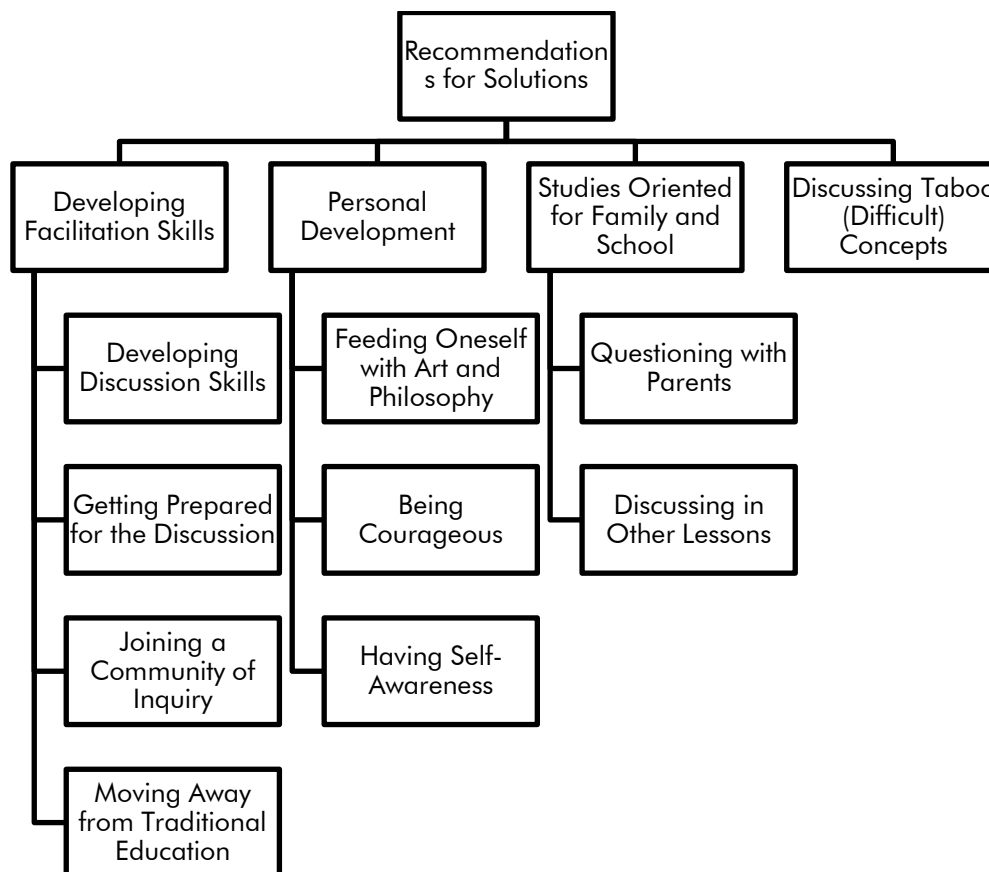 Recommendation
s for Solutions
Developing
Facilitation Skills
Personal
Development
Studies Oriented
for Family and
School
Discussing Taboo
(Difficult)
Concepts
Developing
Discussion Skills
Feeding Oneself
with Art and
Philosophy
Questioning with
Parents
Getting Prepared
for the Discussion
Being
Courageous
Discussing in
Other Lessons
Joining a
Community of
Inquiry
Having Self-
Awareness
Moving Away
from Traditional
Education